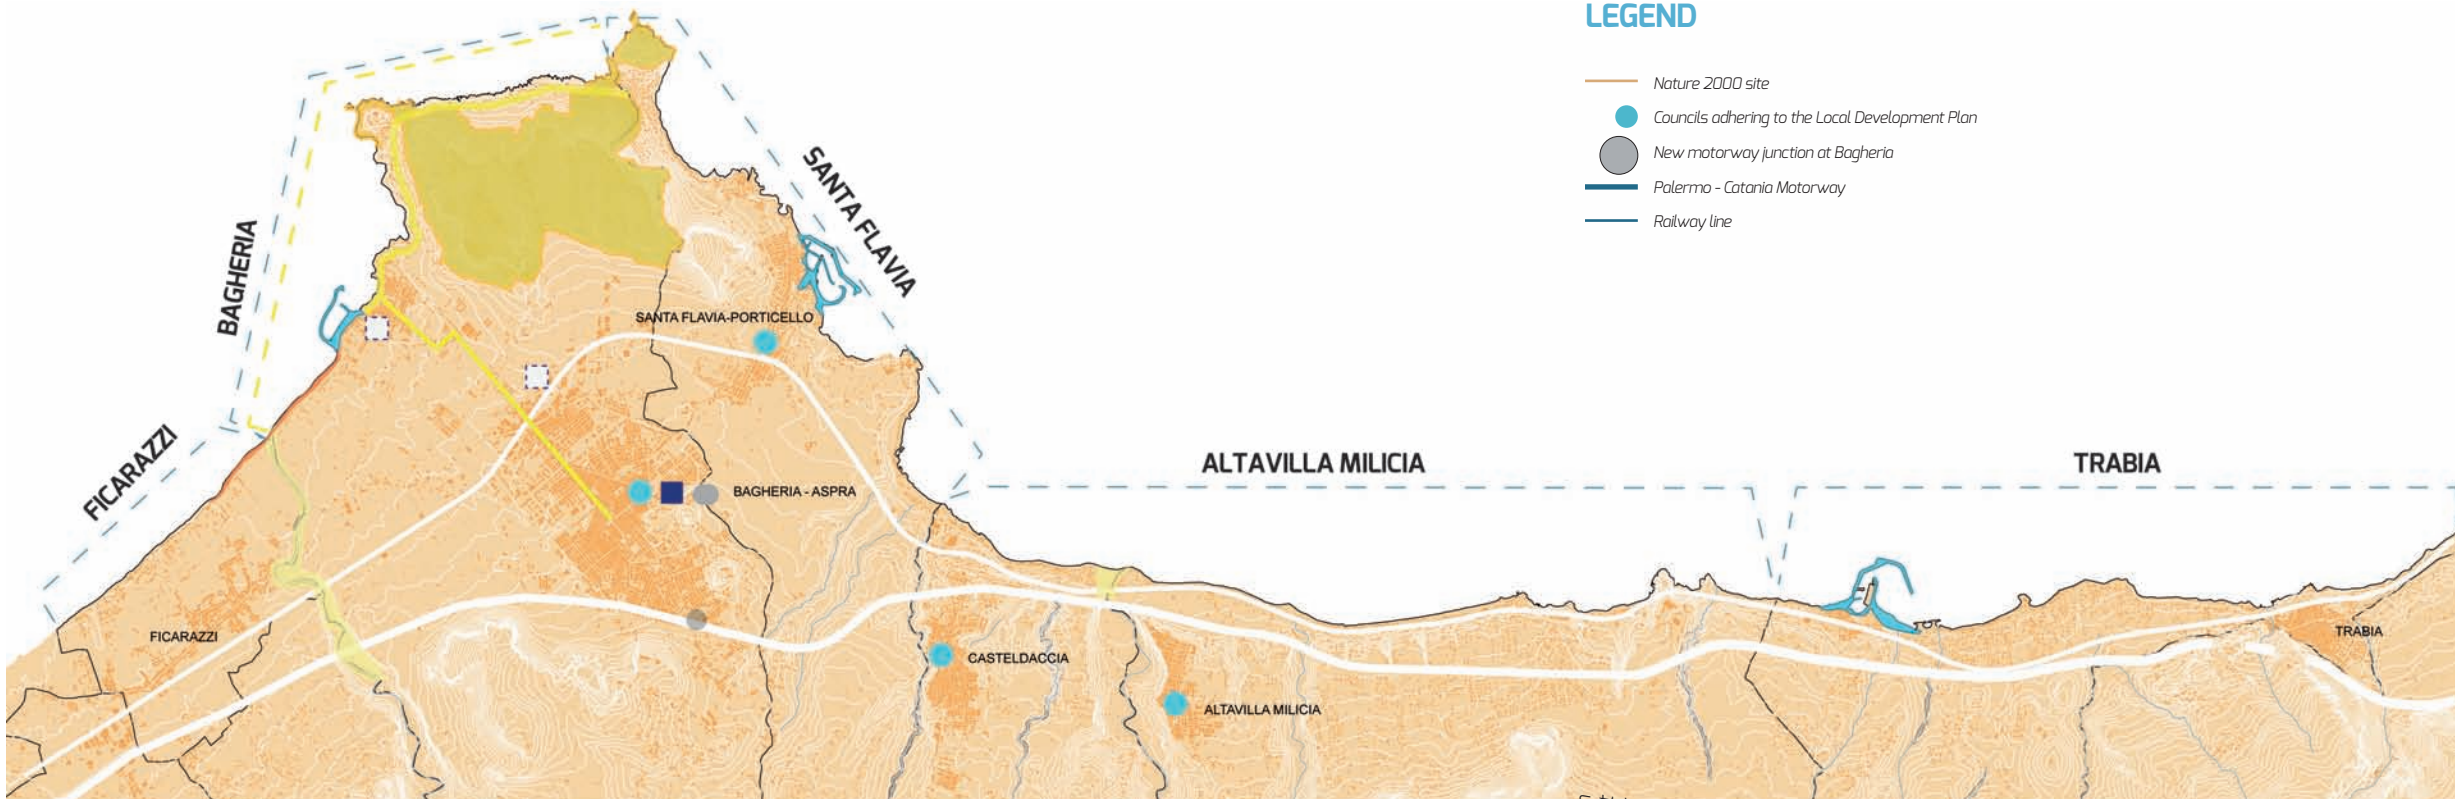 LEGEND
Nature 2000 site
Councils adhering to the Local Development Plan
New motorway junction at Bagheria
Palermo - Catania Motorway
Railway line
SANTA FLAVIA
BAGHERIA
SANTA FLAVIA-PORTICELLO
FICARAZZI
ALTAVILLA MILICIA
TRABIA
BAGHERIA - ASPRA
FICARAZZI
TRABIA
CASTELDACCIA
ALTAVILLA MILICIA